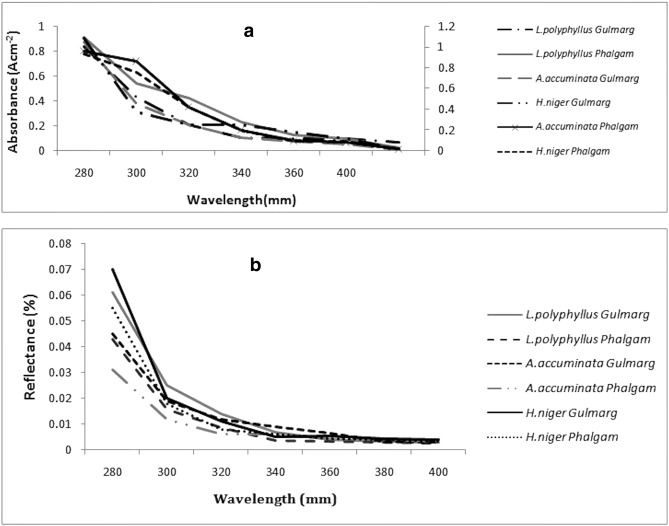 a
1
0.8
0.6
0.4
0.2
0
1.2
1
0.8
0.6
0.4
0.2
0
Absorbance (Acm-2)
280 300 320 340 360 380 400
Wavelength(mm)
L.polyphyllus Gulmarg
L.polyphyllus Phalgam
A.accuminata Gulmarg
H.niger Gulmarg
A.accuminata Phalgam
H.niger Phalgam
b
0.08
0.07
0.06
0.05
0.04
0.03
0.02
0.01
0
Reflectance (%)
280 300 320 340 360 380 400
Wavelength (mm)
L.polyphyllus Gulmarg
L.polyphyllus Phalgam
A.accuminata Gulmarg
A.accuminata Phalgam
H.niger Gulmarg
H.niger Phalgam